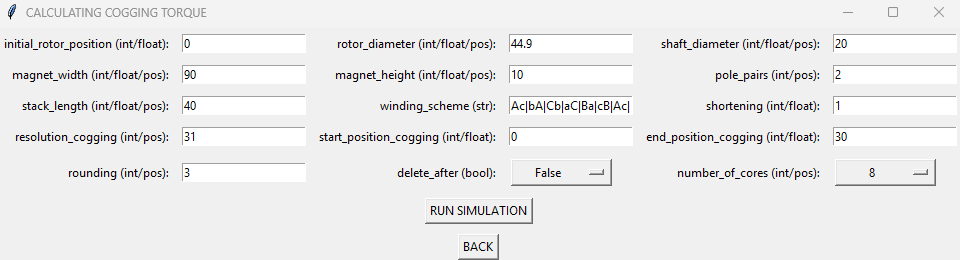 CALCULATING COGGING TORQUE
initial_rotor_position (int/float): 0 rotor_diameter (int/float/pos): 44.9 shaft_diameter (int/float/pos): 20
magnet_width (int/float/pos): 90 magnet_height (int/float/pos): 10 pole_pairs (int/pos): 2
stack_length (int/float/pos): 40 winding_scheme (str): Ac|bA|Cb|aC|Ba|cB|Ac| shortening (int/float): 1
resolution_cogging (int/pos): 31 start_position_cogging (int/float): 0 end_position_cogging (int/float): 30
rounding (int/pos): 3 delete_after (bool): False number_of_cores (int/pos): 8
RUN SIMULATION
BACK